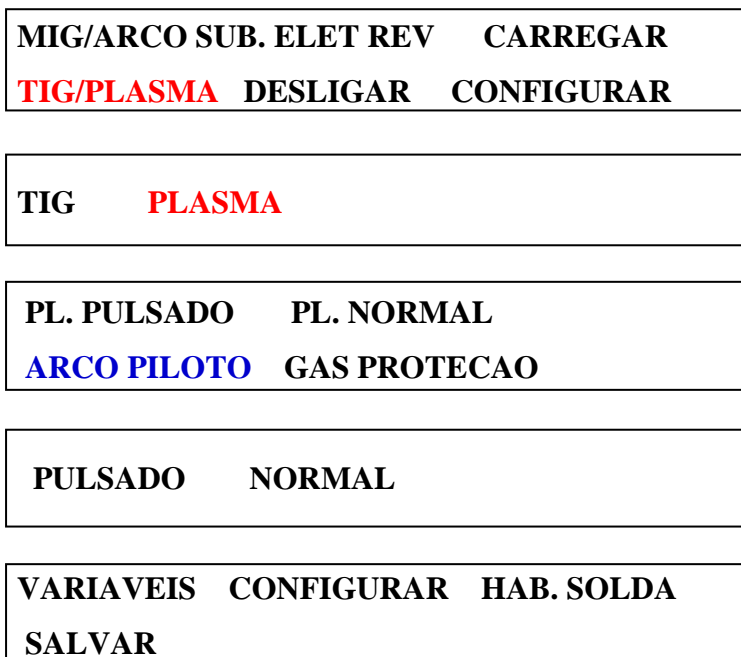 MIG/ARCO SUB. ELET REV CARREGAR
TIG/PLASMA DESLIGAR CONFIGURAR
TIG PLASMA
PL. PULSADO PL. NORMAL
ARCO PILOTO GAS PROTECAO
PULSADO NORMAL
VARIAVEIS CONFIGURAR HAB. SOLDA
SALVAR